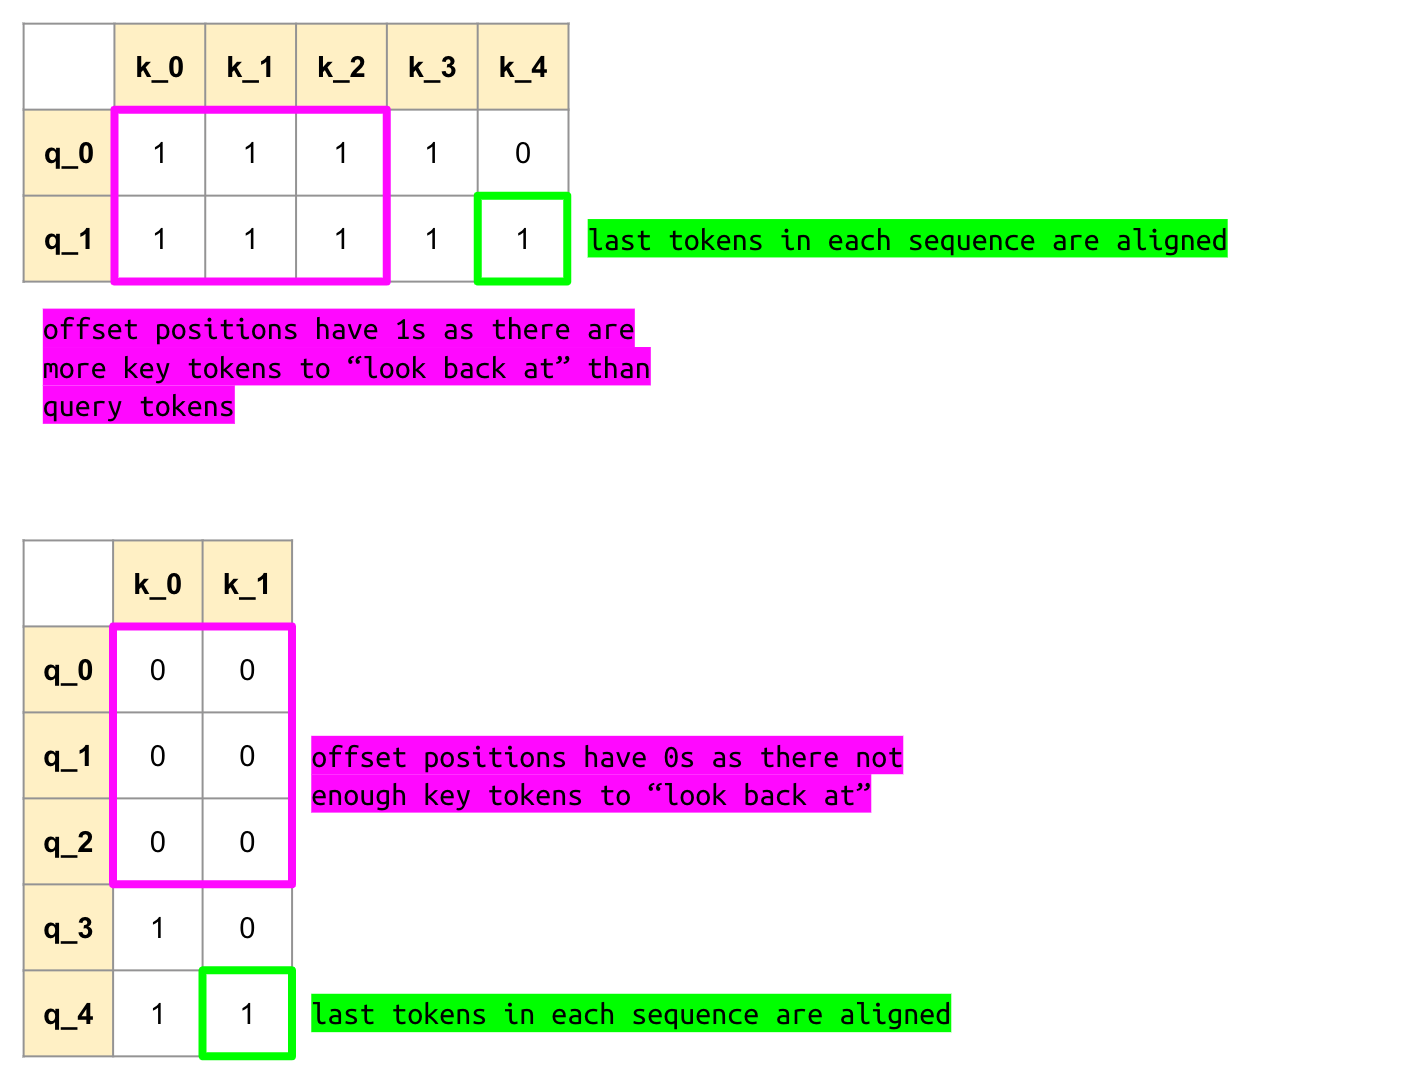 k_0 k_1 k_2 k_3 k_4
q_0 1 1 1 1 0
q_1 1 1 1 1 1 last tokens in each sequence are aligned
offset positions have 1s as there are
more key tokens to “look back at” than
query tokens
k_0 k_1
q_0 0 0
q_1 0 0 offset positions have 0s as there not
enough key tokens to “look back at”
q_2 0 0
q_3 1 0
q_4 1 1 last tokens in each sequence are aligned